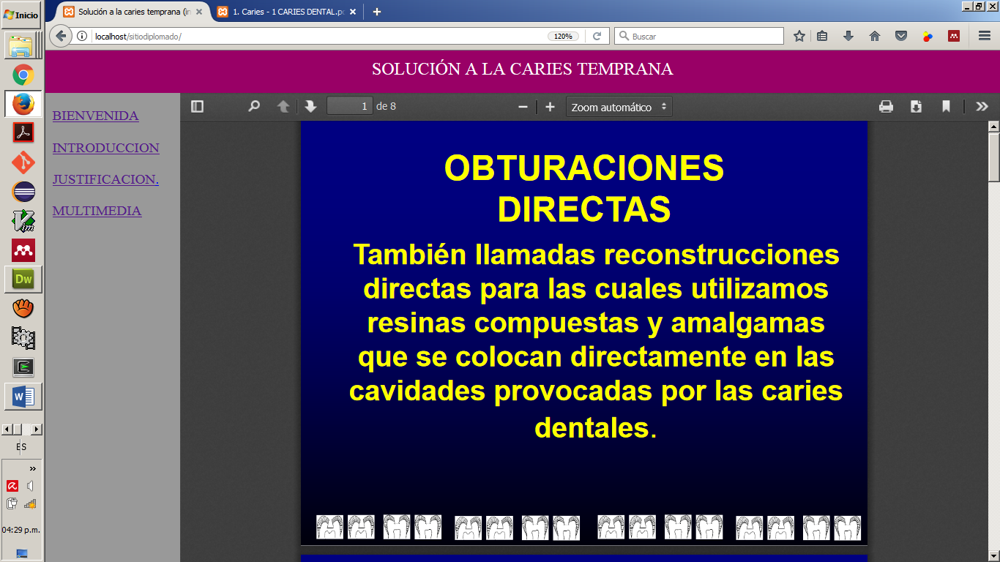 Inicio
Solución a la caries temprana (in
1. Caries - 1 CARIES DENTAL.po
localhost/sitiodiplomado/
120%
Buscar
SOLUCIÓN A LA CARIES TEMPRANA
BIENVENIDA
INTRODUCCION
JUSTIFICACION.
MULTIMEDIA
1 de 8
Zoom automático
OBTURACIONES
DIRECTAS
También llamadas reconstrucciones
directas para las cuales utilizamos
resinas compuestas y amalgamas
que se colocan directamente en las
cavidades provocadas por las caries
dentales.
Dw
ES
04:29 p.m.